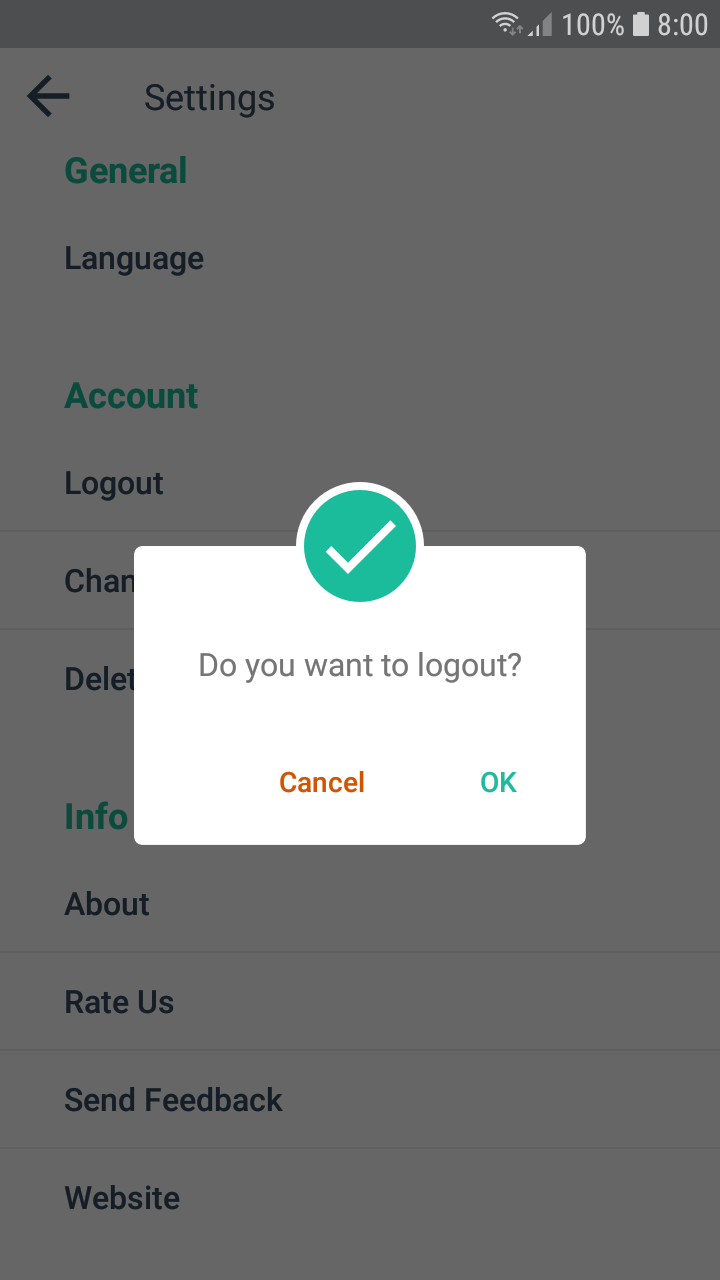 100% 8:00
Settings
General
Language
Account
Logout
Chan
Delet
Do you want to logout?
Cancel OK
Info
About
Rate Us
Send Feedback
Website